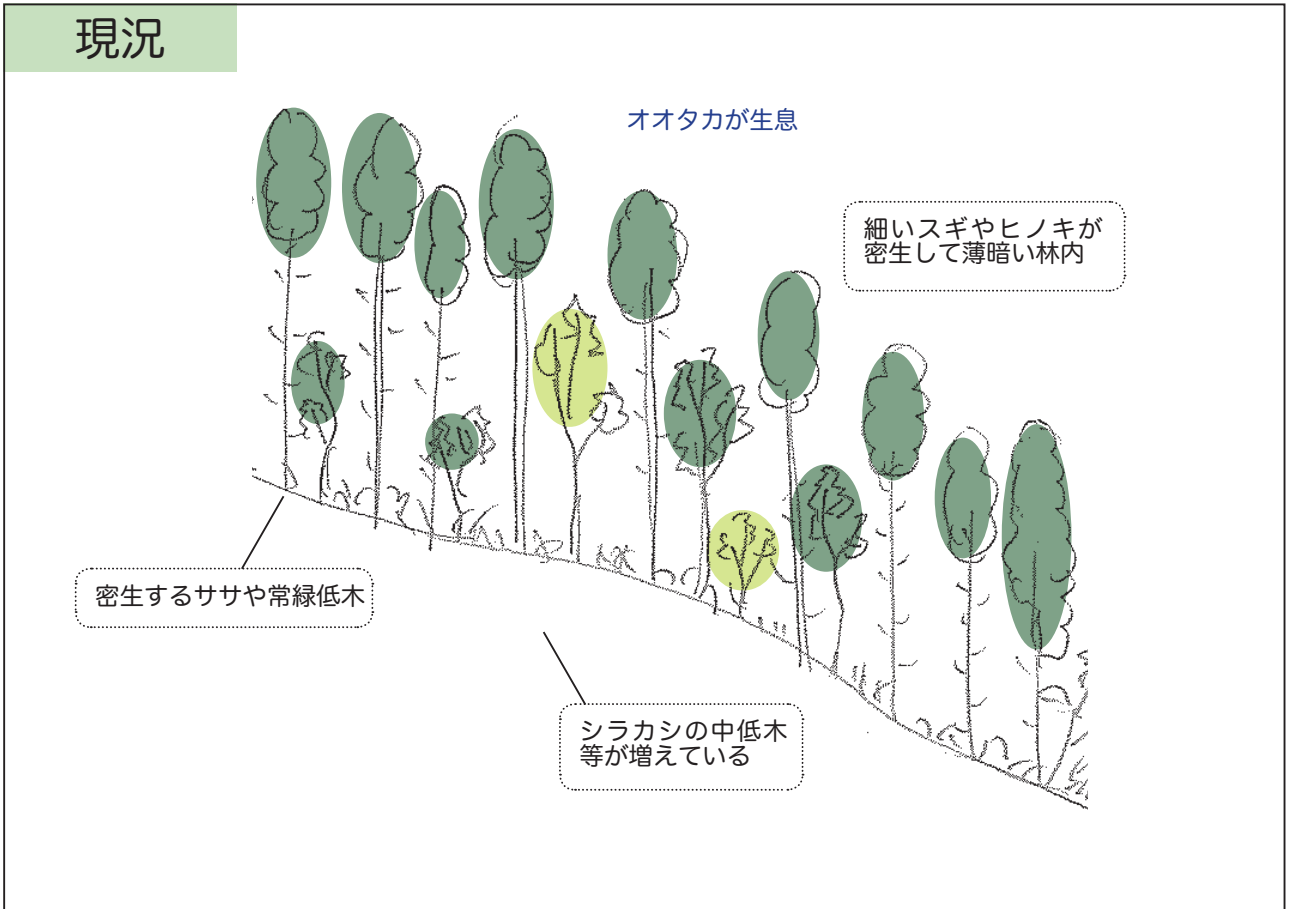 現況
オオタカが生息
細いスギやヒノキが
密生して薄暗い林内
密生するササや常緑低木
シラカシの中低木
等が増えている